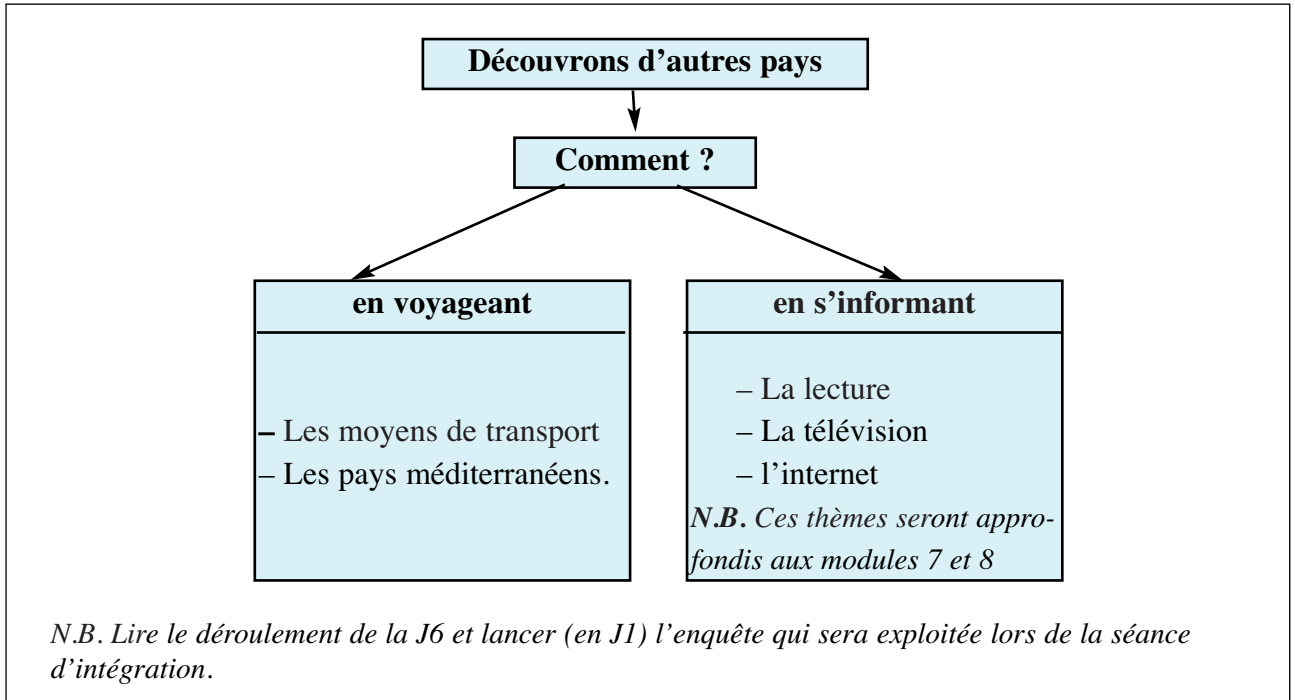 Découvrons d'autres pays
Comment ?
en voyageant
– Les moyens de transport
– Les pays méditerranéens.
en s'informant
– La lecture
– La télévision
– l'internet
N.B. Ces thèmes seront appro-
fondis aux modules 7 et 8
N.B. Lire le déroulement de la J6 et lancer (en J1) l'enquête qui sera exploitée lors de la séance
d'intégration.